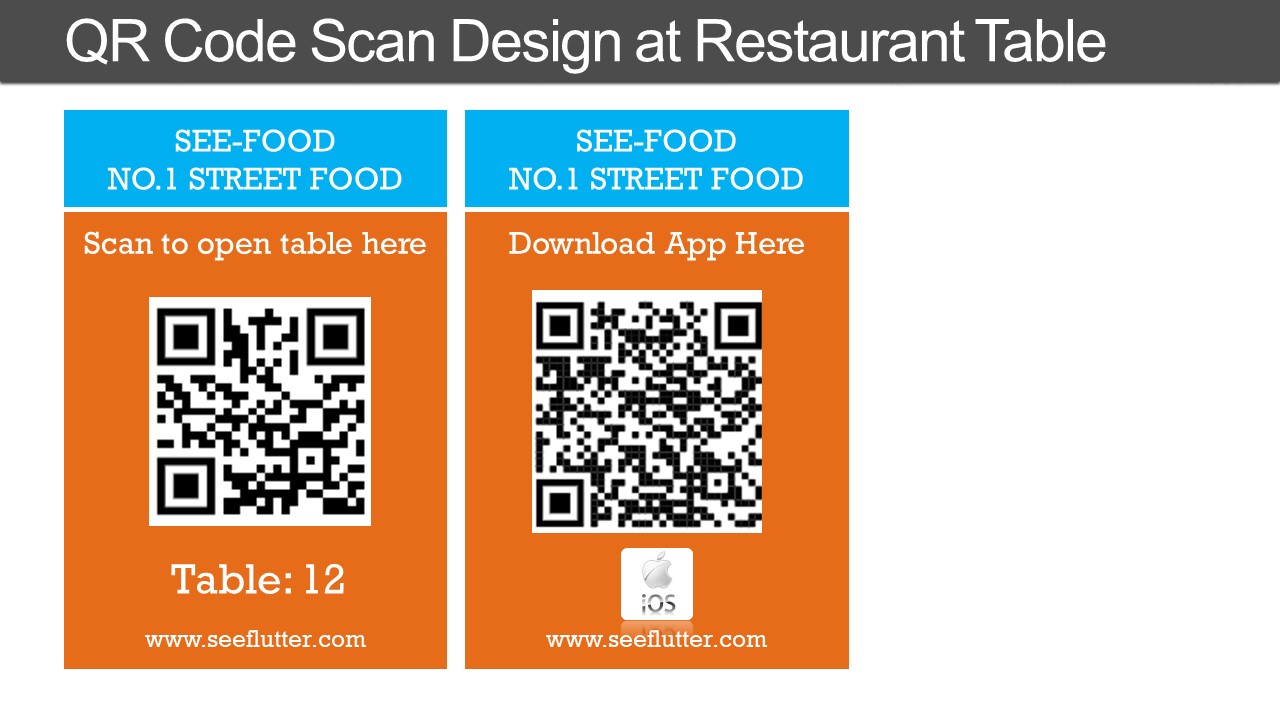 QR Code Scan Design at Restaurant Table
SEE-FOOD
NO.1 STREET FOOD
Scan to open table here
Table: 12
www.seeflutter.com
SEE-FOOD
NO.1 STREET FOOD
Download App Here
iOS
www.seeflutter.com